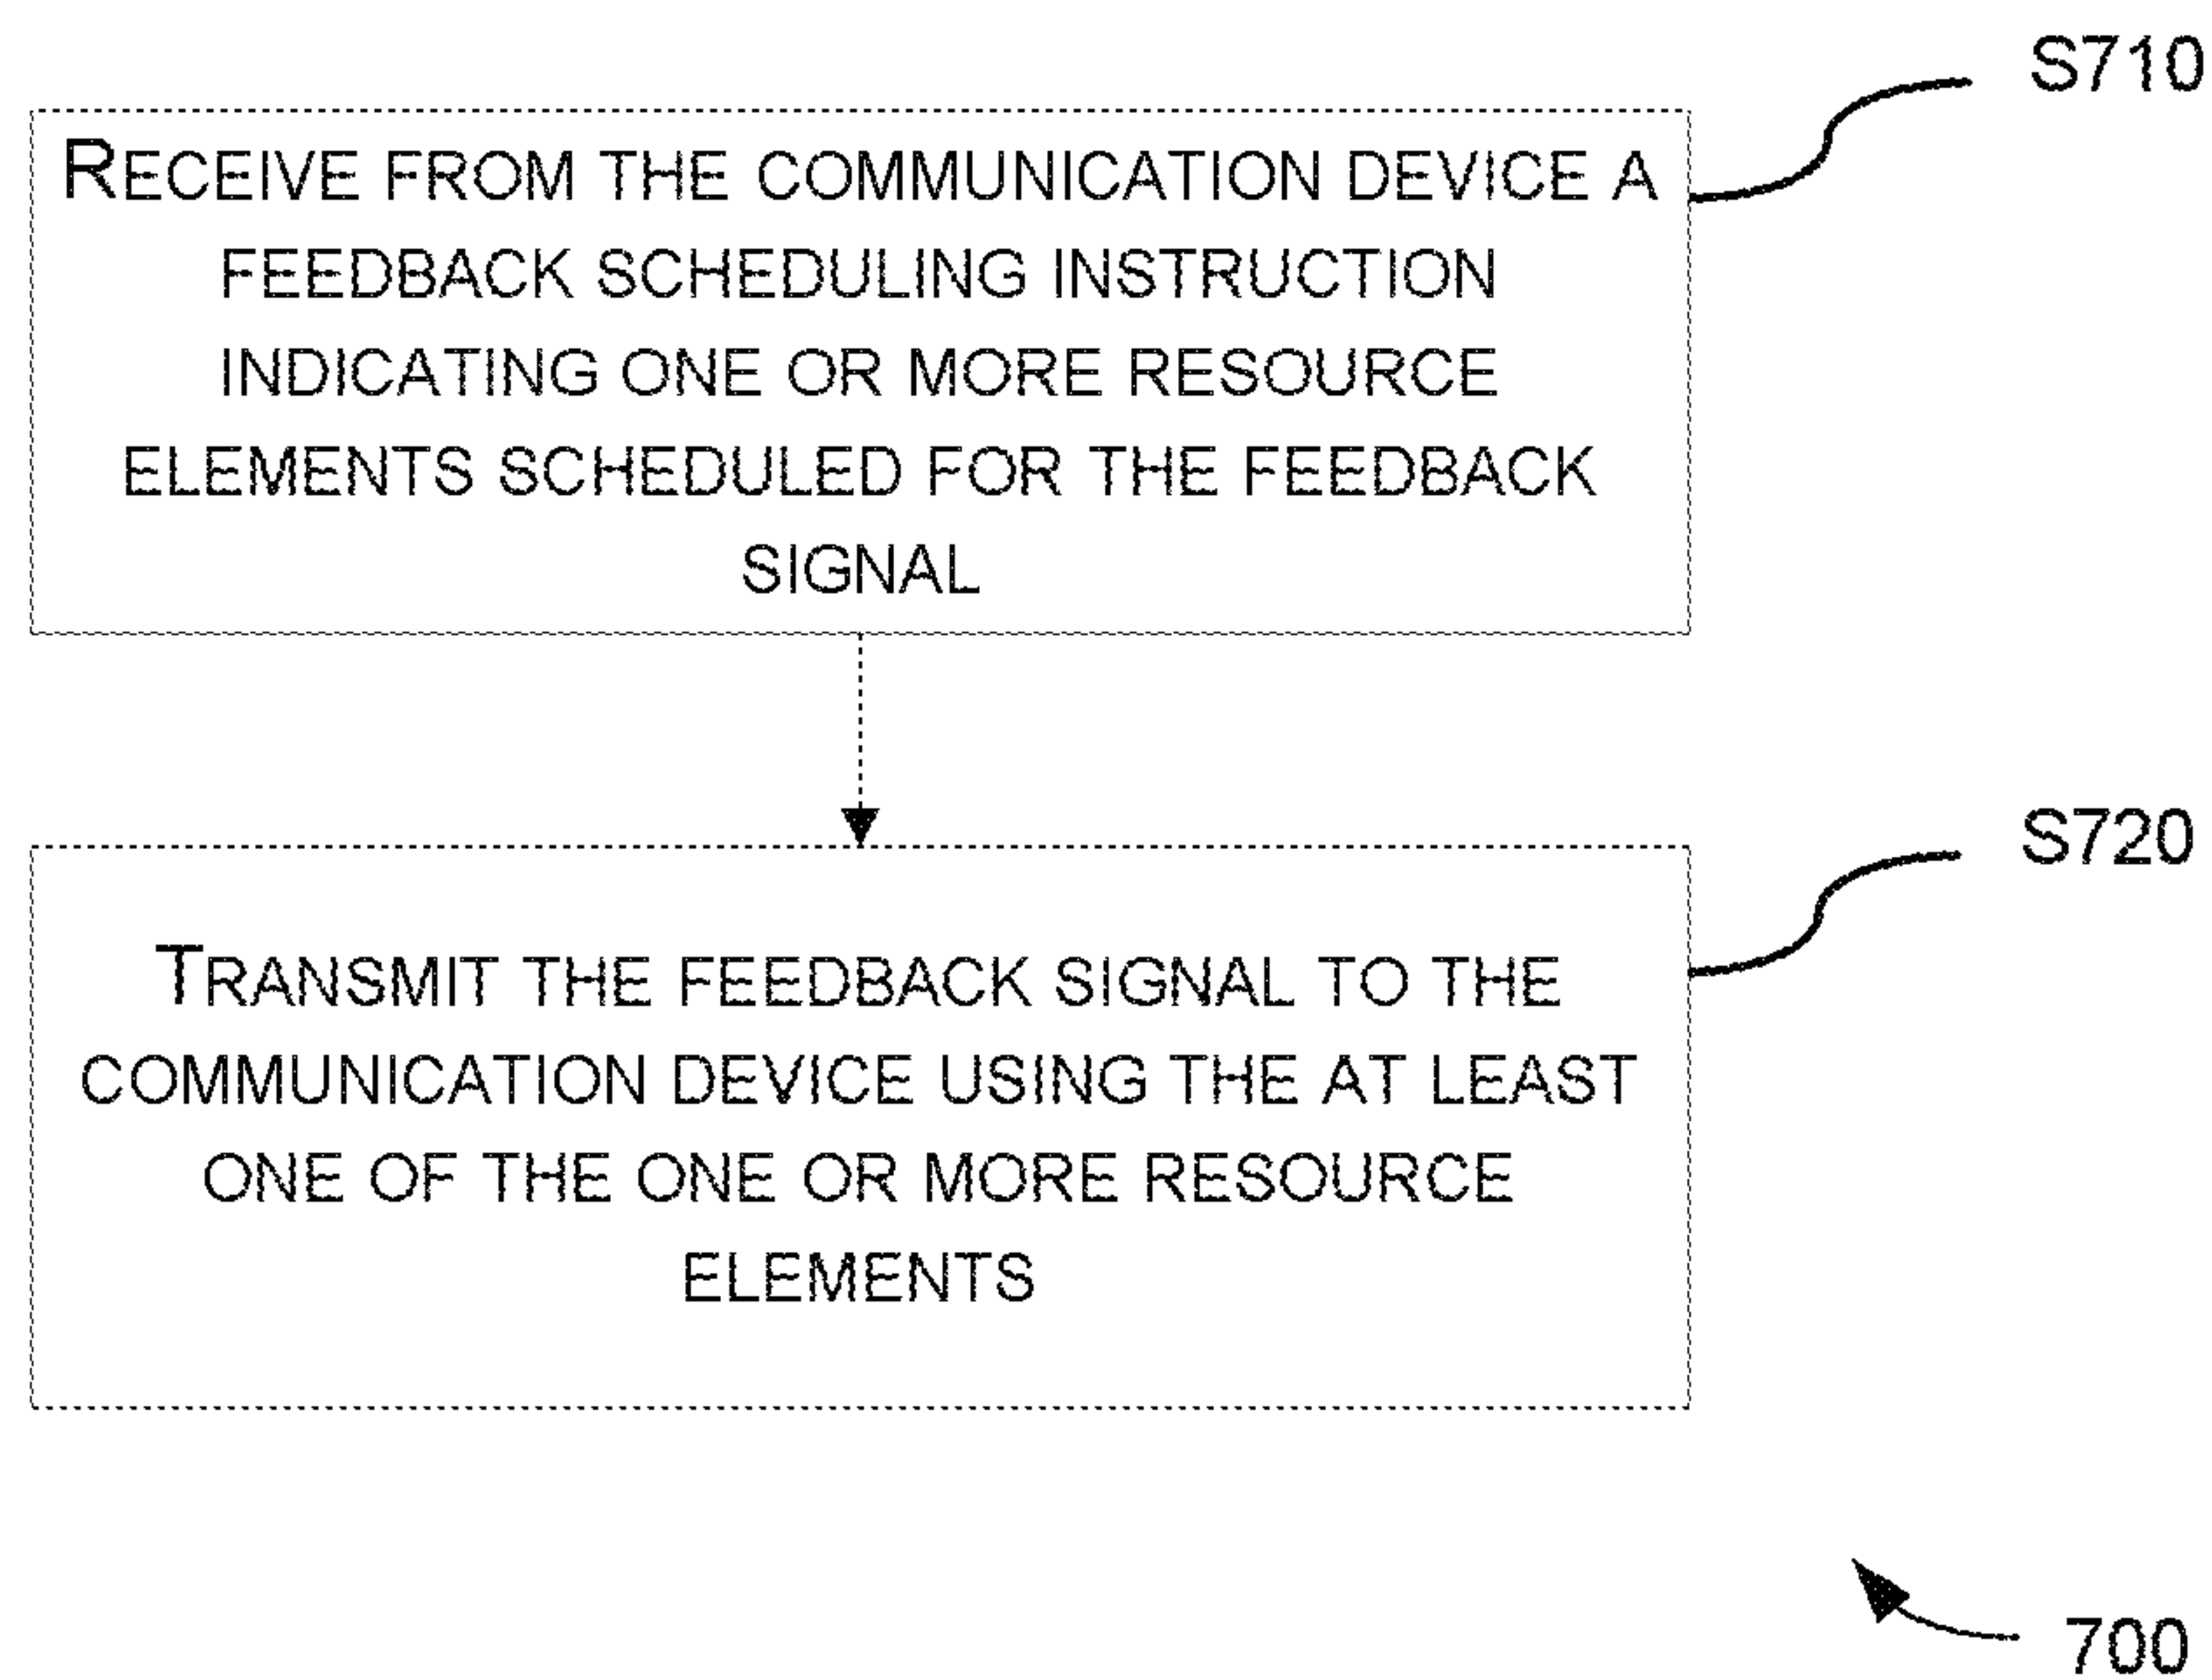 S710
RECEIVE FROM THE COMMUNICATION DEVICE A
FEEDBACK SCHEDULING INSTRUCTION
INDICATING ONE OR MORE RESOURCE
ELEMENTS SCHEDULED FOR THE FEEDBACK
SIGNAL
S720
TRANSMIT THE FEEDBACK SIGNAL TO THE
COMMUNICATION DEVICE USING THE AT LEAST
ONE OF THE ONE OR MORE RESOURCE
ELEMENTS
700